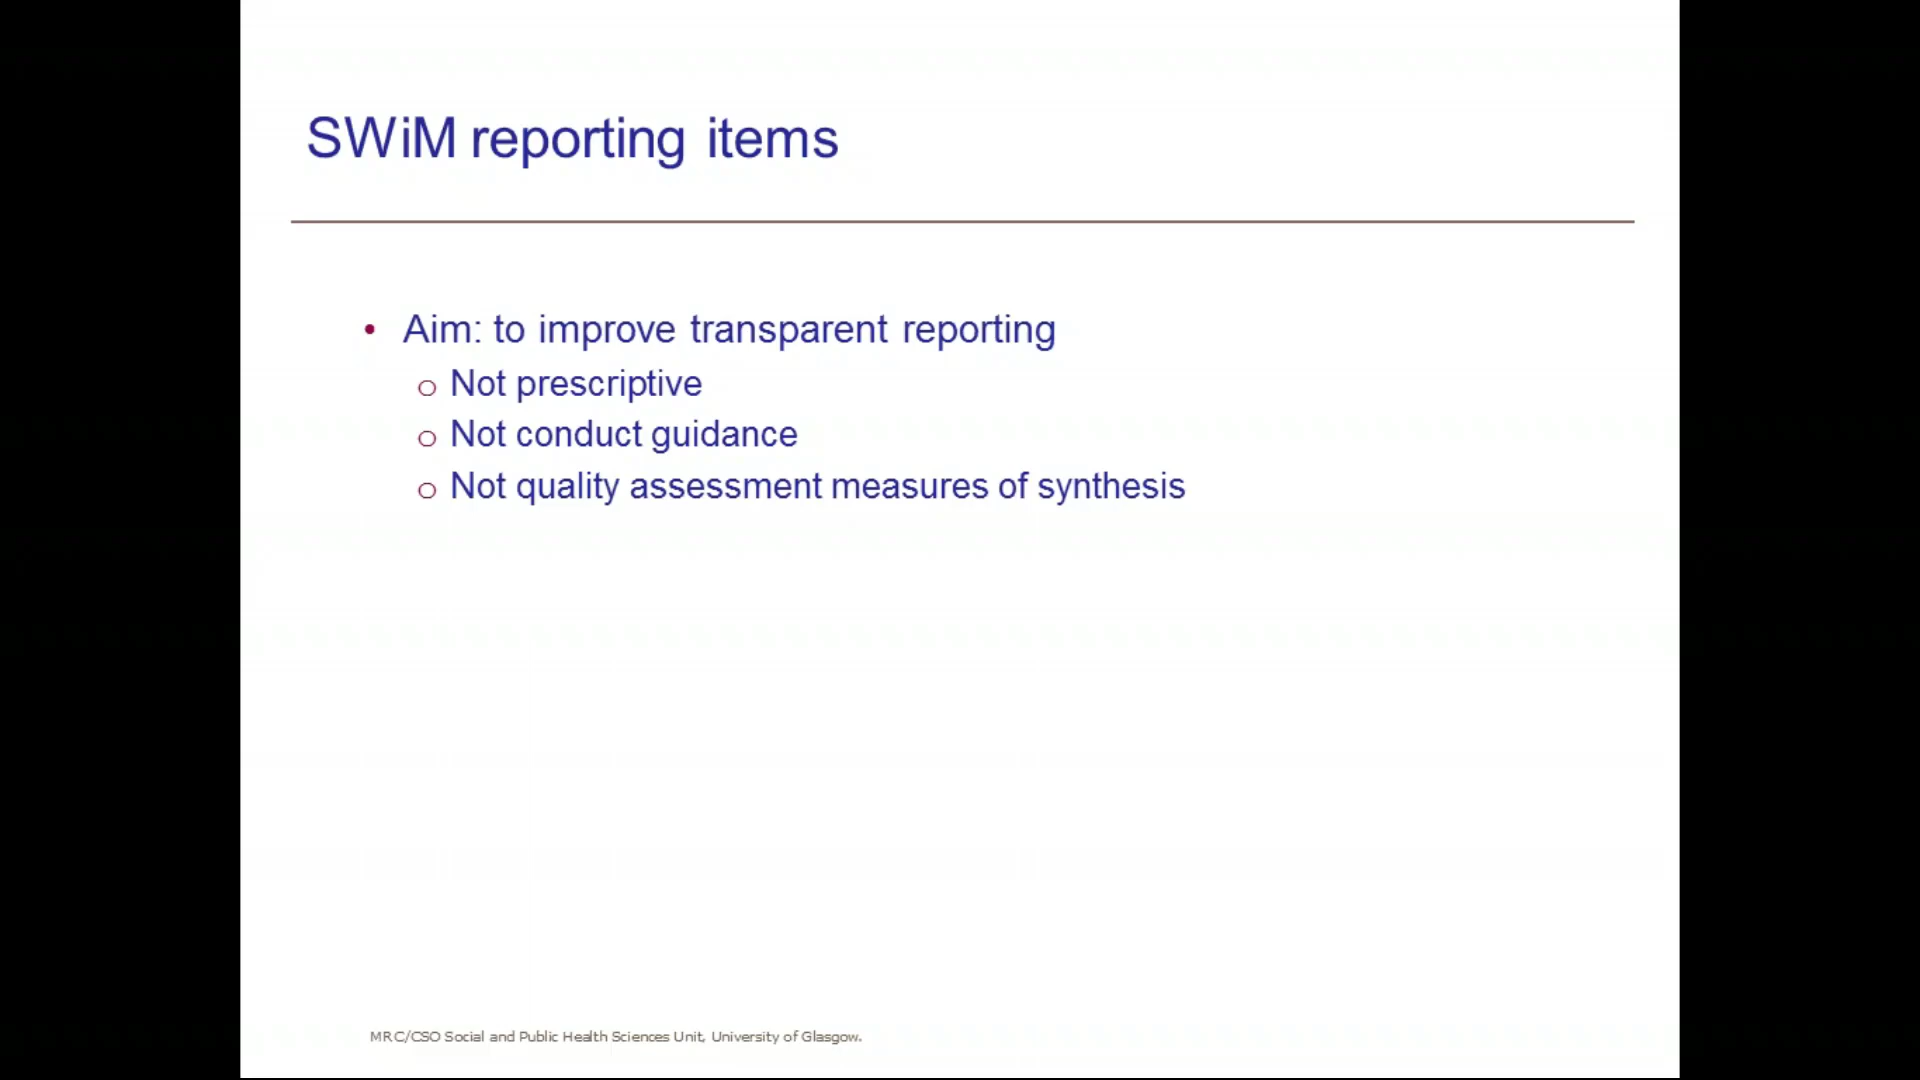 SWiM reporting items
• Aim: to improve transparent reporting
o Not prescriptive
o Not conduct guidance
o Not quality assessment measures of synthesis
MRC/CSO Social and Public Health Sciences Unit, University of Glasgow.